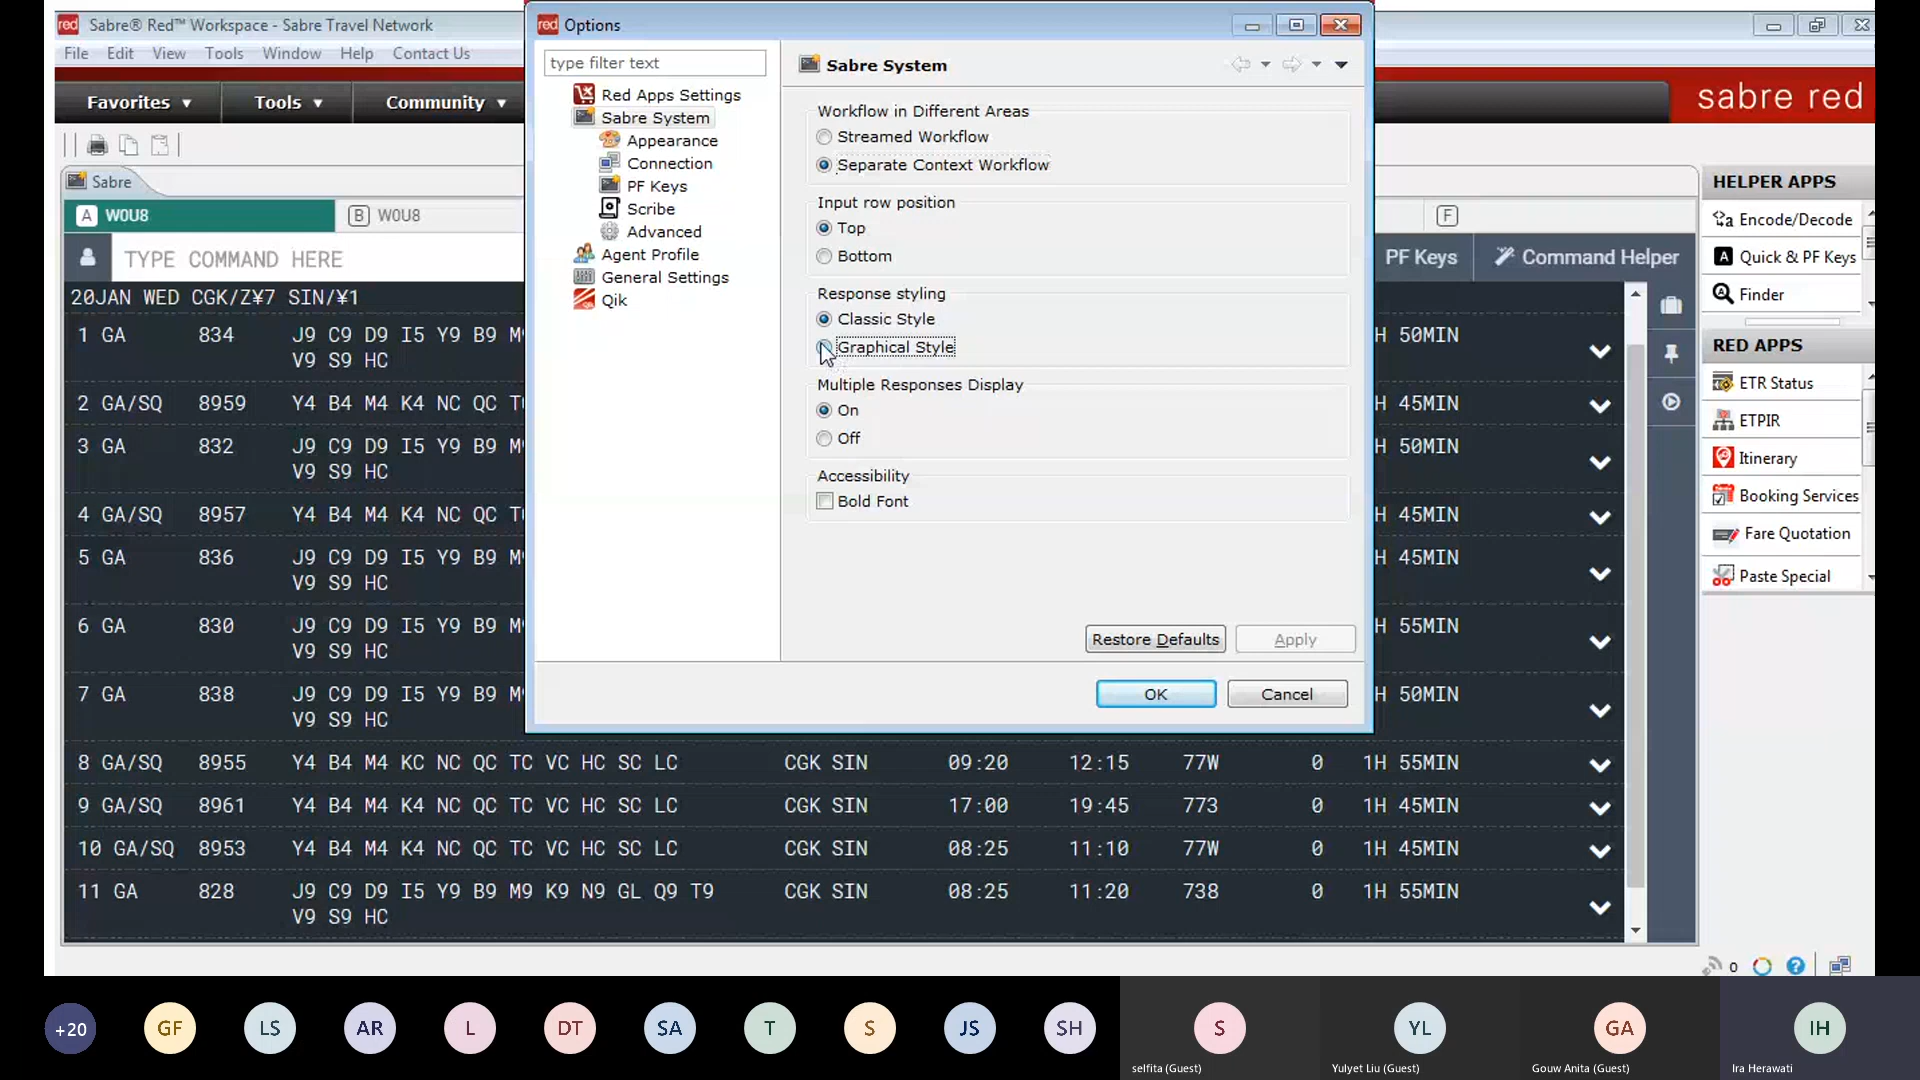 red Sabre® Red™ Workspace - Sabre Travel Network
File Edit View Tools Window Help Contact Us
Favorites ▼ Tools ▼ Community ▼
sabre red
Sabre
A W0U8 B W0U8 F
TYPE COMMAND HERE
PF Keys Command Helper
20JAN WED CGK/Z¥7 SIN/¥1
1 GA 834 J9 C9 D9 I5 Y9 B9 H 50MIN
V9 S9 HC
2 GA/SQ 8959 Y4 B4 M4 K4 NC QC H 45MIN
3 GA 832 J9 C9 D9 I5 Y9 B9 H 50MIN
V9 S9 HC
4 GA/SQ 8957 Y4 B4 M4 K4 NC QC H 45MIN
5 GA 836 J9 C9 D9 I5 Y9 B9 H 45MIN
V9 S9 HC
6 GA 830 J9 C9 D9 I5 Y9 B9 H 55MIN
V9 S9 HC
7 GA 838 J9 C9 D9 I5 Y9 B9 H 50MIN
V9 S9 HC
8 GA/SQ 8955 Y4 B4 M4 KC NC QC TC VC HC SC LC CGK SIN 09:20 12:15 77W 0 1H 55MIN
9 GA/SQ 8961 Y4 B4 M4 K4 NC QC TC VC HC SC LC CGK SIN 17:00 19:45 773 0 1H 45MIN
10 GA/SQ 8953 Y4 B4 M4 K4 NC QC TC VC HC SC LC CGK SIN 08:25 11:10 77W 0 1H 45MIN
11 GA 828 J9 C9 D9 I5 Y9 B9 M9 K9 N9 GL Q9 T9 CGK SIN 08:25 11:20 738 0 1H 55MIN
V9 S9 HC
red Options
type filter text
Red Apps Settings
Sabre System
Appearance
Connection
PF Keys
Scribe
Advanced
Agent Profile
General Settings
Qik
Sabre System
Workflow in Different Areas
Streamed Workflow
Separate Context Workflow
Input row position
Top
Bottom
Response styling
Classic Style
Graphical Style
Multiple Responses Display
On
Off
Accessibility
Bold Font
Restore Defaults Apply
OK Cancel
HELPER APPS
Encode/Decode
A Quick & PF Keys
Finder
RED APPS
ETR Status
ETPIR
Itinerary
Booking Services
Fare Quotation
Paste Special
0
+20 GF LS AR L DT SA T S JS SH S YL GA IH
selfita (Guest) Yulyet Liu (Guest) Gouw Anita (Guest) Ira Herawati